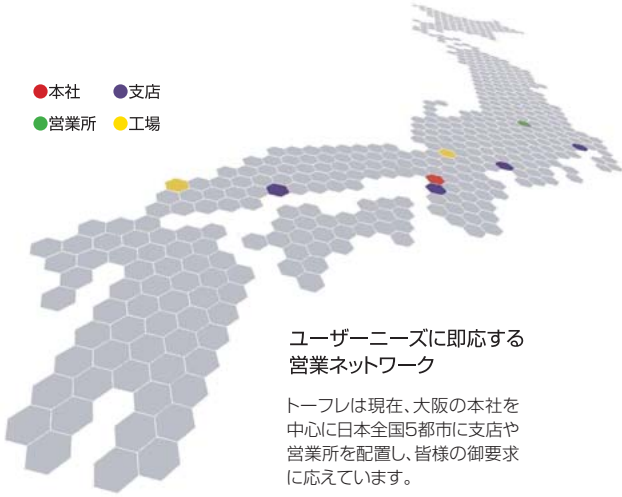 本社
支店
営業所
工場
ユーザーニーズに即応する
営業ネットワーク
トーフレは現在、大阪の本社を
中心に日本全国5都市に支店や
営業所を配置し、皆様の御要求
に応えています。